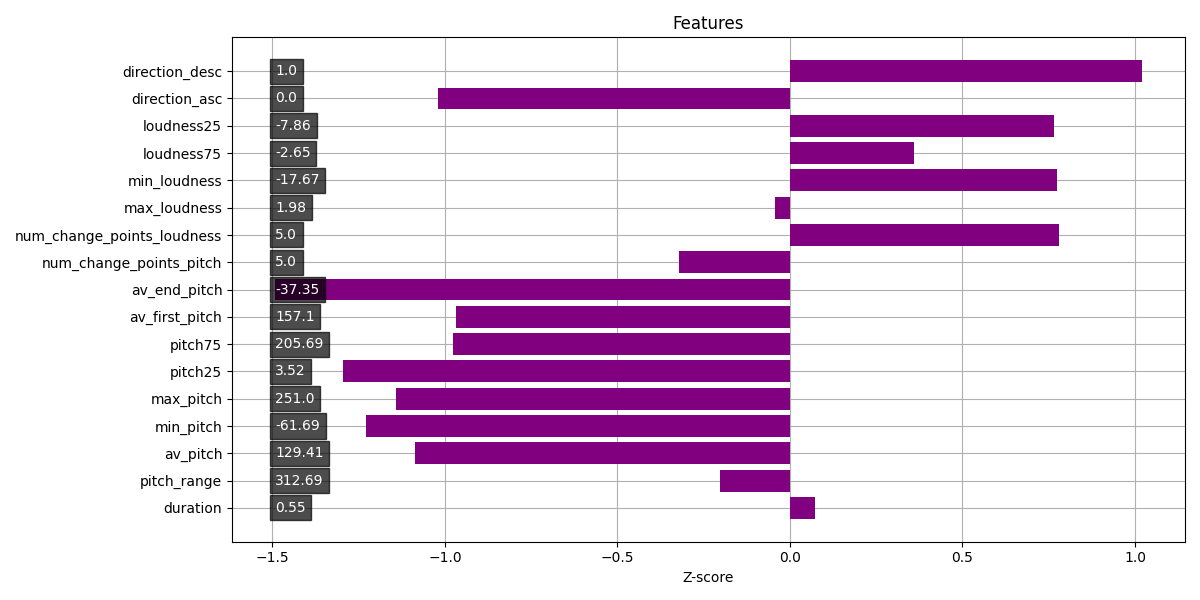 Features
direction_desc 1.0
direction_asc 0.0
loudness25 -7.86
loudness75 -2.65
min_loudness -17.67
max_loudness 1.98
num_change_points_loudness 5.0
num_change_points_pitch 5.0
av_end_pitch -37.35
av_first_pitch 157.1
pitch75 205.69
pitch25 3.52
max_pitch 251.0
min_pitch -61.69
av_pitch 129.41
pitch_range 312.69
duration 0.55
−1.5 −1.0 −0.5 0.0 0.5 1.0
Z-score